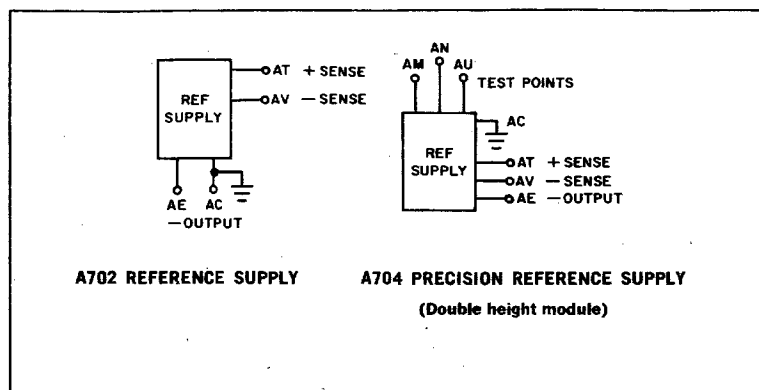 REF
SUPPLY
AT + SENSE
AV − SENSE
AE AC
−OUTPUT
A702 REFERENCE SUPPLY
AN
AM AU
TEST POINTS
AC
REF
SUPPLY
AT + SENSE
AV − SENSE
AE −OUTPUT
A704 PRECISION REFERENCE SUPPLY
(Double height module)